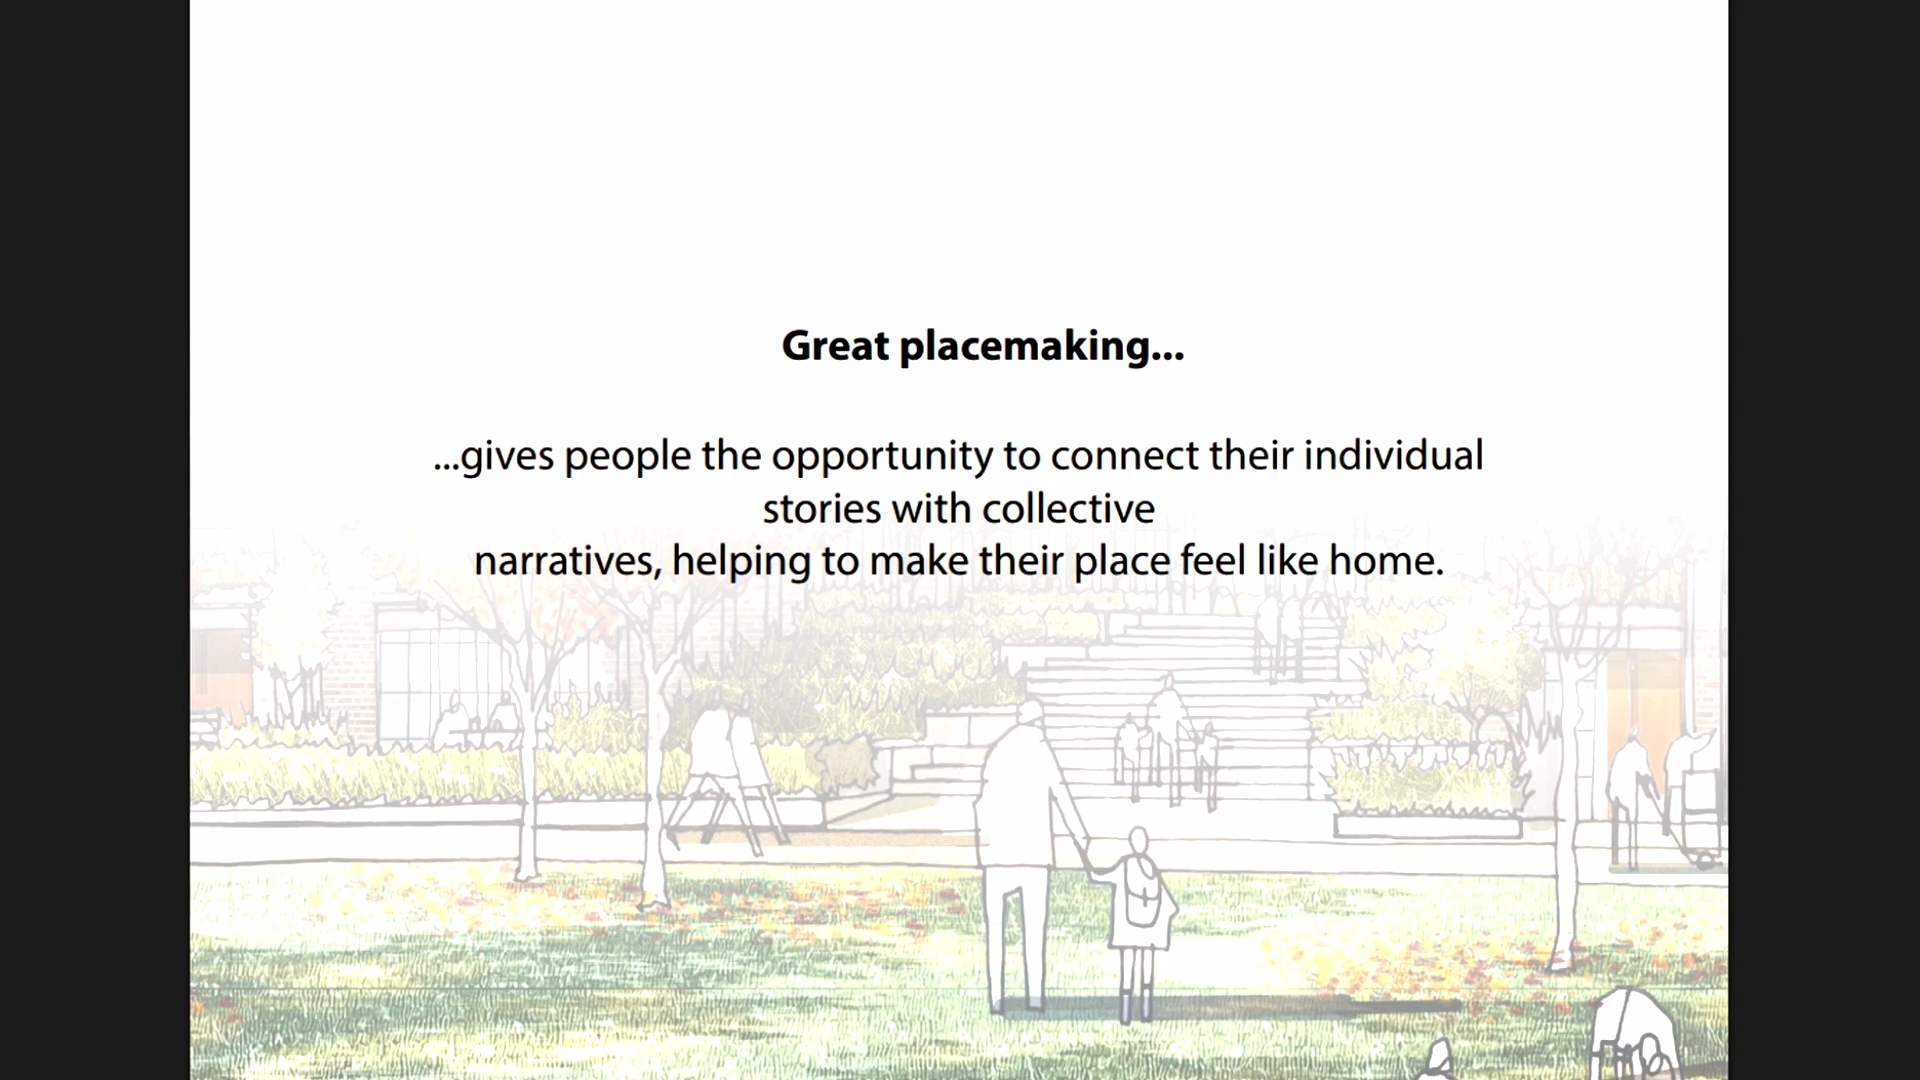 Great placemaking...
...gives people the opportunity to connect their individual
stories with collective
narratives, helping to make their place feel like home.